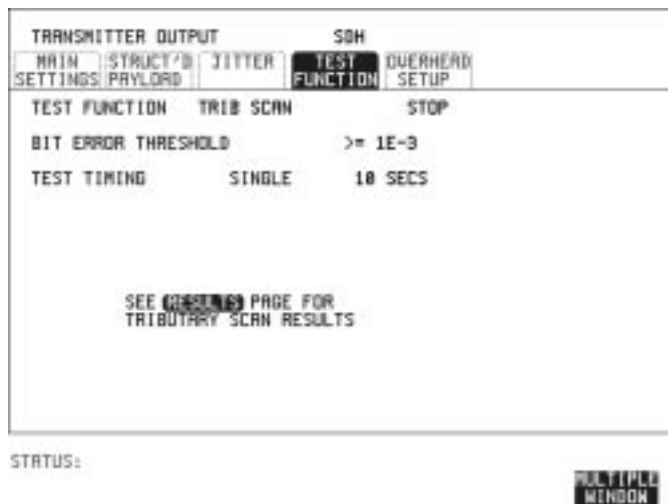 TRANSMITTER OUTPUT SDH
MAIN SETTINGS STRUCT'D PAYLOAD JITTER TEST FUNCTION OVERHEAD SETUP
TEST FUNCTION TRIB SCAN STOP
BIT ERROR THRESHOLD >= 1E-3
TEST TIMING SINGLE 10 SECS
SEE RESULTS PAGE FOR
TRIBUTARY SCAN RESULTS
STATUS:
MULTIPLE
WINDOW